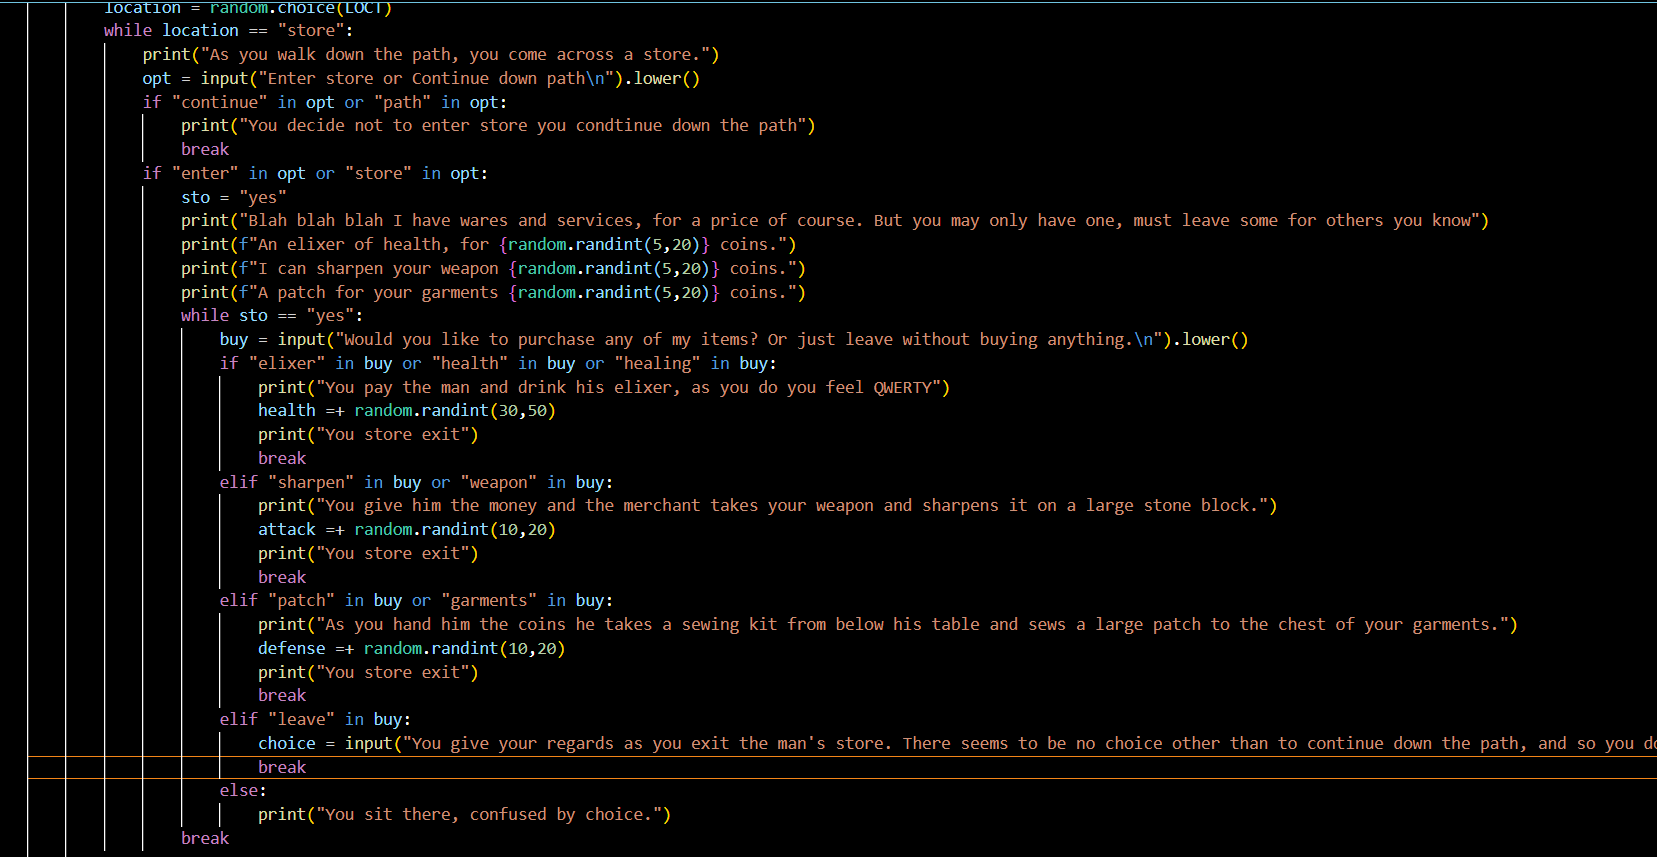 location = random.choice(LOCT)
while location == "store":
print("As you walk down the path, you come across a store.")
opt = input("Enter store or Continue down path\n").lower()
if "continue" in opt or "path" in opt:
print("You decide not to enter store you condtinue down the path")
break
if "enter" in opt or "store" in opt:
sto = "yes"
print("Blah blah blah I have wares and services, for a price of course. But you may only have one, must leave some for others you know")
print(f"An elixer of health, for {random.randint(5,20)} coins.")
print(f"I can sharpen your weapon {random.randint(5,20)} coins.")
print(f"A patch for your garments {random.randint(5,20)} coins.")
while sto == "yes":
buy = input("Would you like to purchase any of my items? Or just leave without buying anything.\n").lower()
if "elixer" in buy or "health" in buy or "healing" in buy:
print("You pay the man and drink his elixer, as you do you feel QWERTY")
health =+ random.randint(30,50)
print("You store exit")
break
elif "sharpen" in buy or "weapon" in buy:
print("You give him the money and the merchant takes your weapon and sharpens it on a large stone block.")
attack =+ random.randint(10,20)
print("You store exit")
break
elif "patch" in buy or "garments" in buy:
print("As you hand him the coins he takes a sewing kit from below his table and sews a large patch to the chest of your garments.")
defense =+ random.randint(10,20)
print("You store exit")
break
elif "leave" in buy:
choice = input("You give your regards as you exit the man's store. There seems to be no choice other than to continue down the path, and so you
break
else:
print("You sit there, confused by choice.")
break